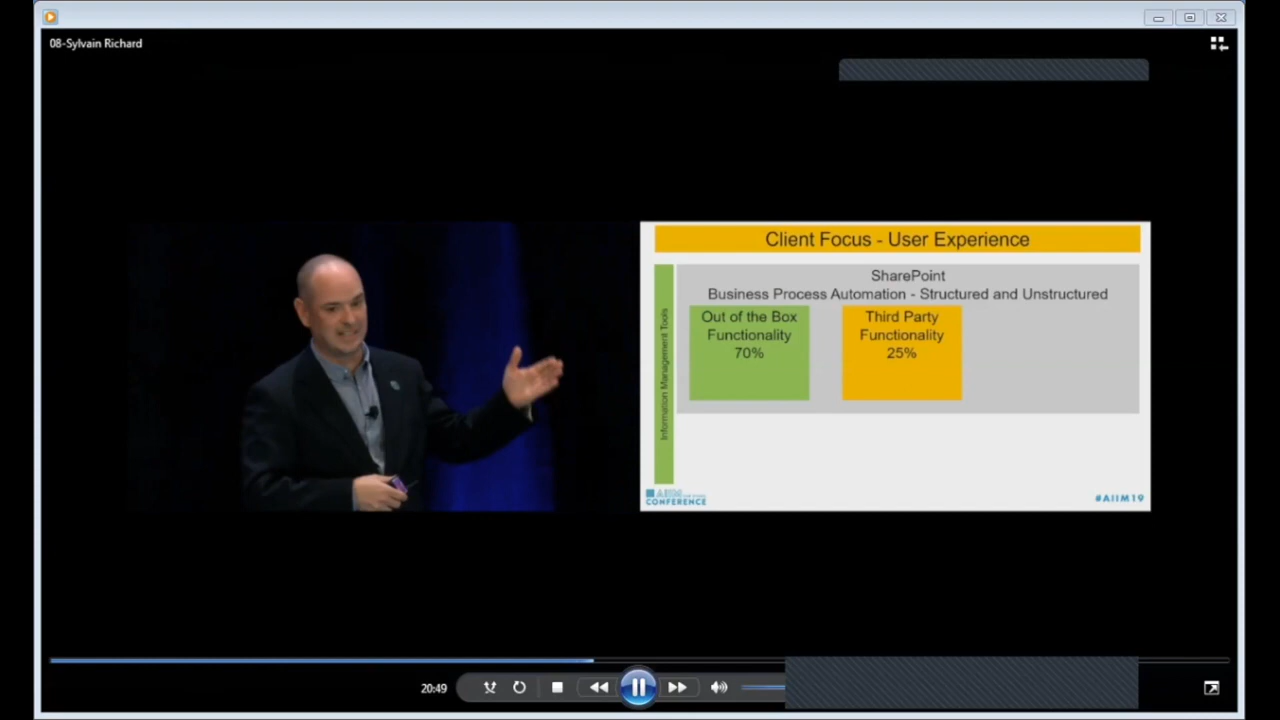 08-Sylvain Richard
Client Focus - User Experience
Information Management Tools
SharePoint
Business Process Automation - Structured and Unstructured
Out of the Box
Functionality
70%
Third Party
Functionality
25%
AIIM
CONFERENCE
#AIIM19
20:49